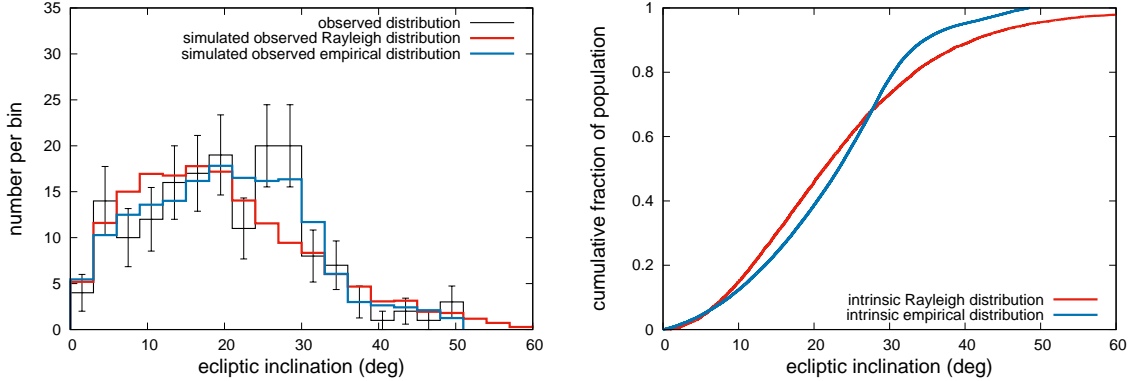 number per bin
35
30
25
20
15
10
5
0
observed distribution
simulated observed Rayleigh distribution
simulated observed empirical distribution
0 10 20 30 40 50 60
ecliptic inclination (deg)
cumulative fraction of population
1
0.8
0.6
0.4
0.2
0
intrinsic Rayleigh distribution
intrinsic empirical distribution
0 10 20 30 40 50 60
ecliptic inclination (deg)